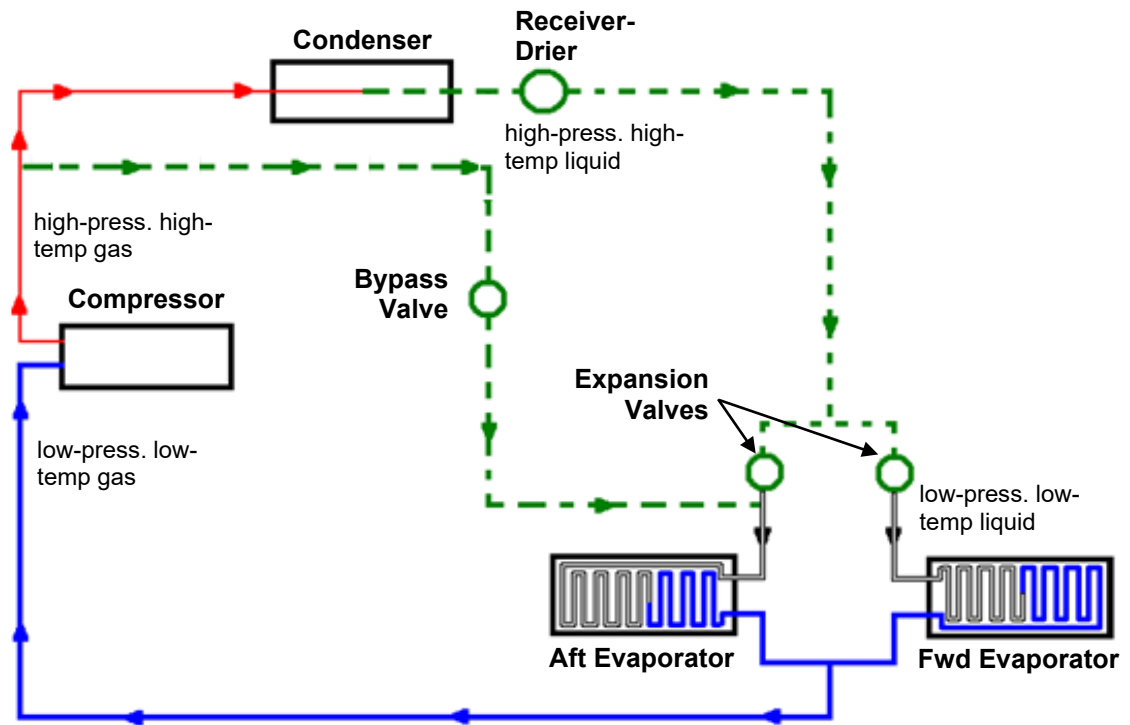 Receiver-
Drier
Condenser
high-press. high-
temp liquid
high-press. high-
temp gas
Bypass
Valve
Compressor
Expansion
Valves
low-press. low-
temp gas
low-press. low-
temp liquid
Aft Evaporator
Fwd Evaporator